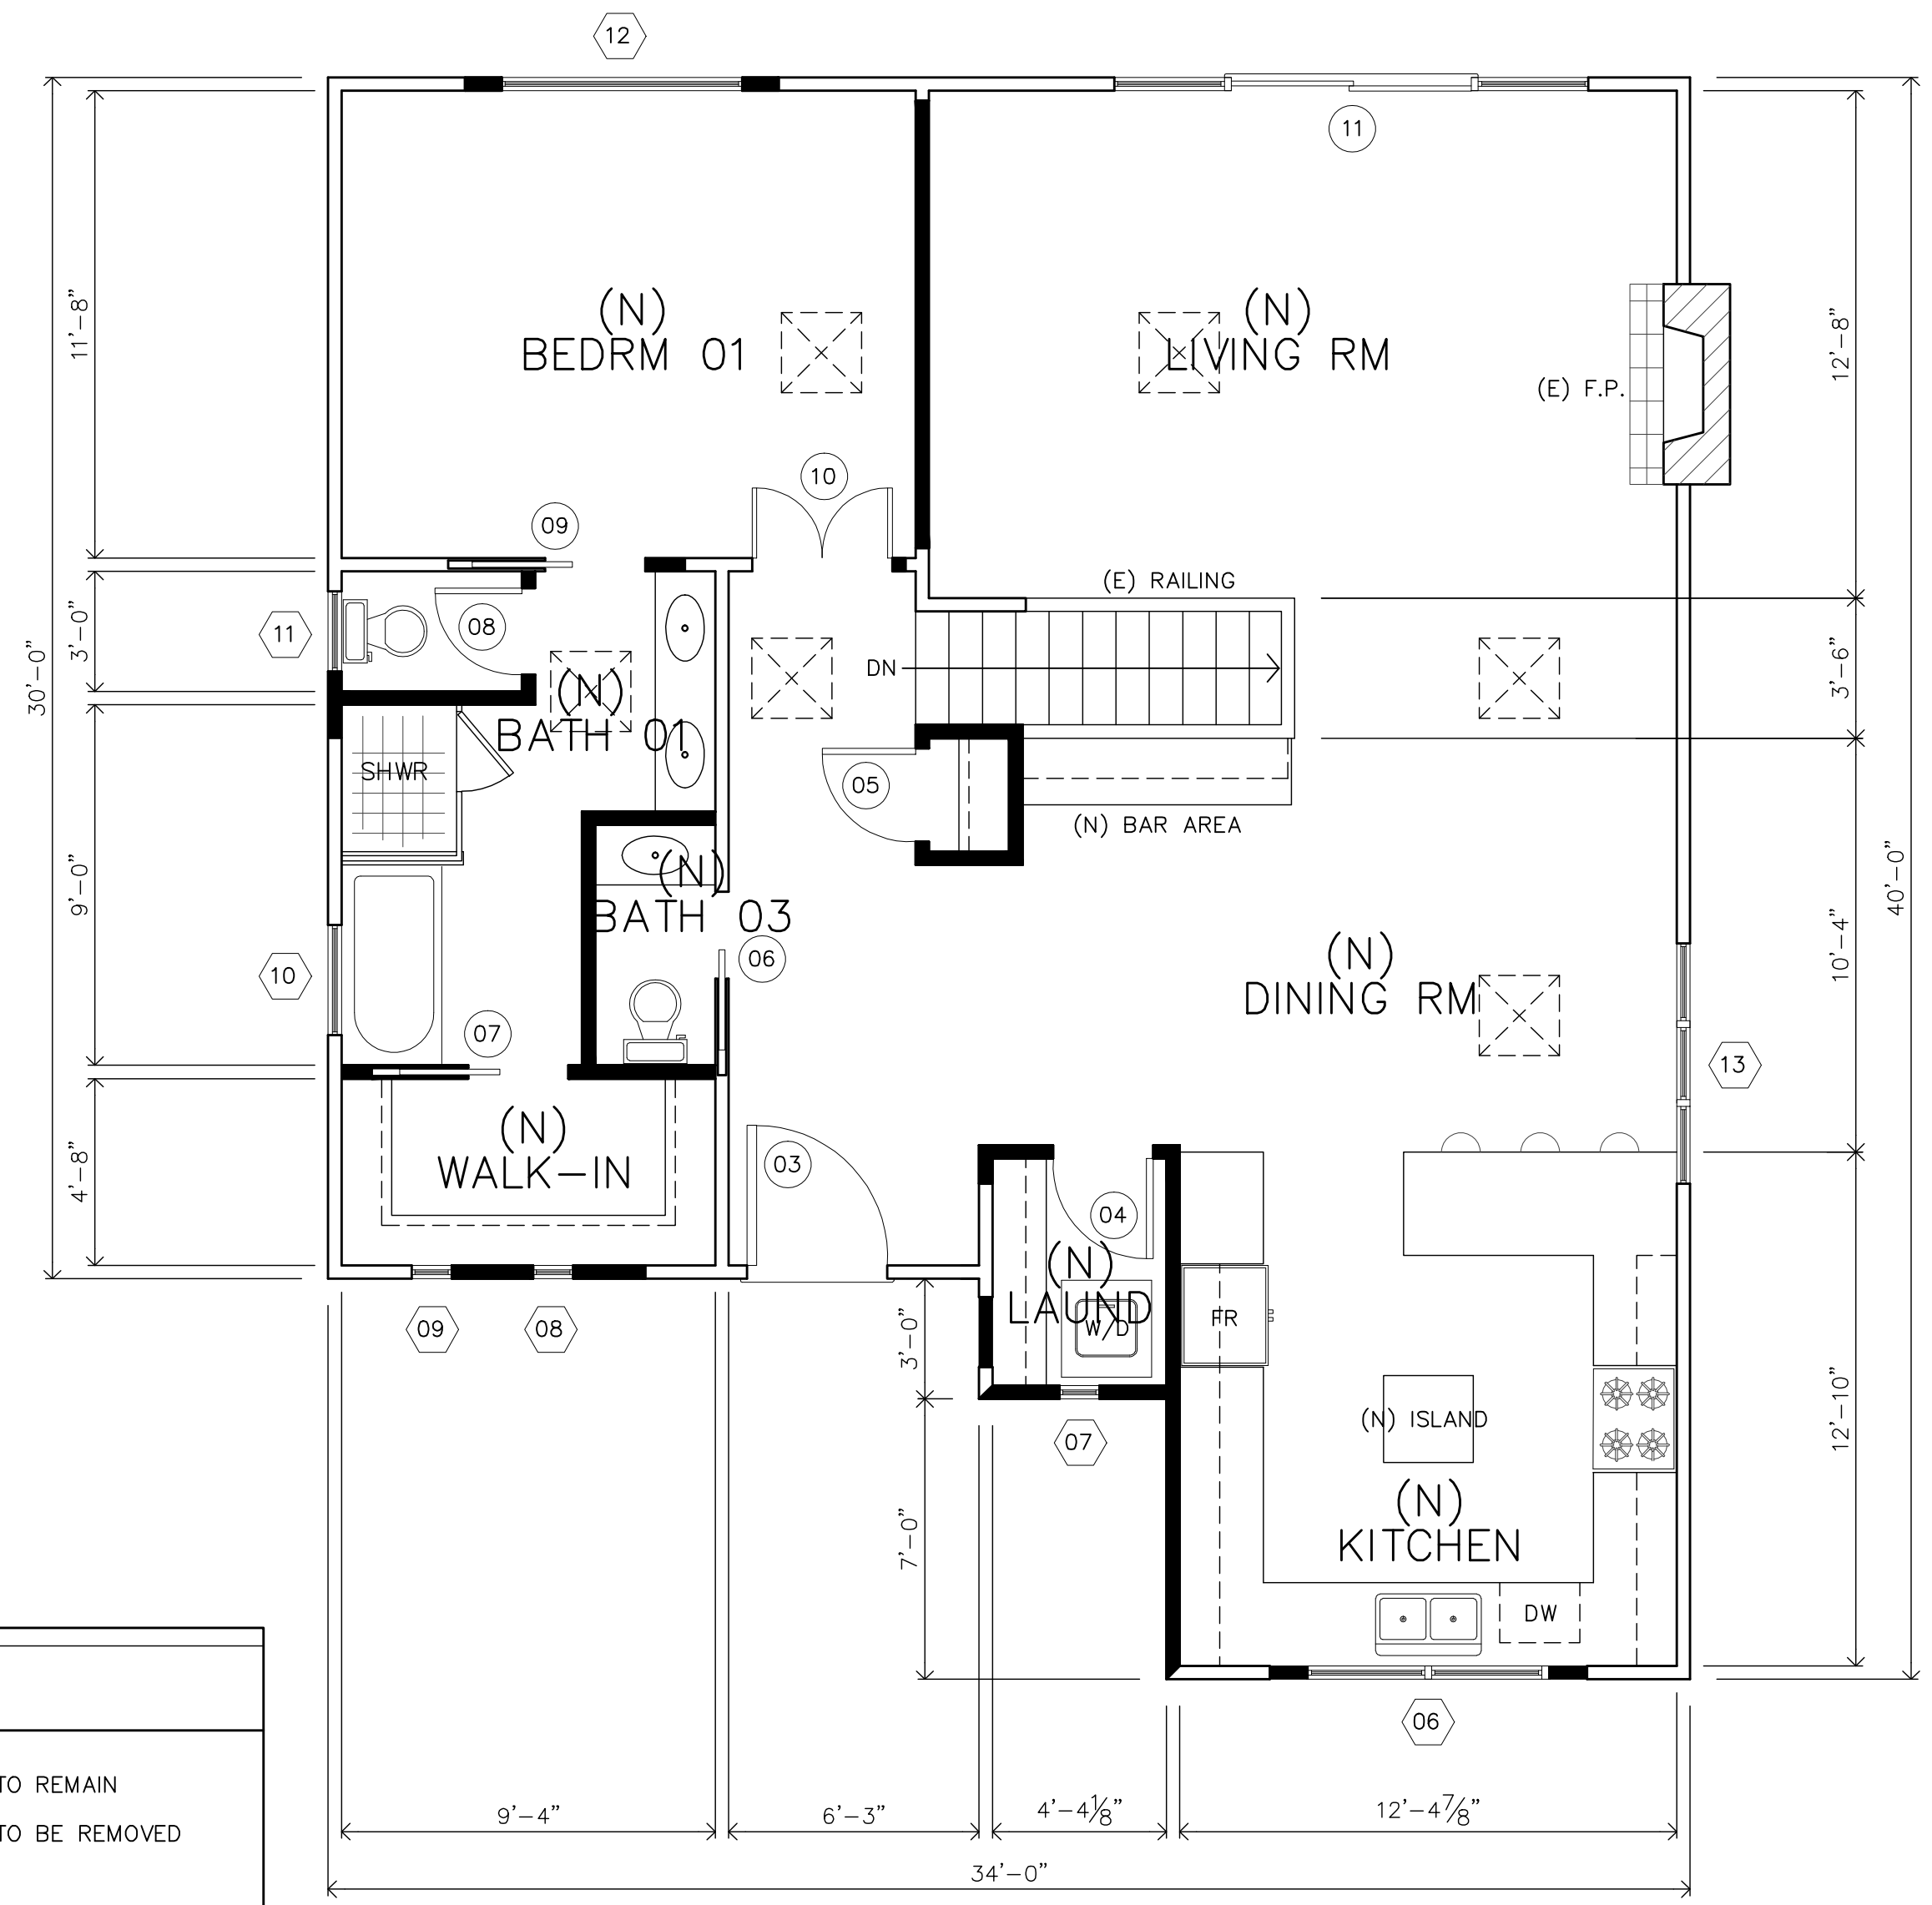 12
11
(N)
BEDRM 01
(N)
LIVING RM
(E) F.P.
11'-8"
12'-8"
10
09
(E) RAILING
08
11
3'-0"
30'-0"
DN
3'-6"
(N)
BATH 01
SHWR
05
(N) BAR AREA
(N)
BATH 03
9'-0"
40'-0"
10
06
(N)
DINING RM
10'-4"
07
13
(N)
WALK-IN
4'-8"
03
04
(N)
LAUND
W/D
FR
09
08
3'-0"
(N) ISLAND
07
12'-10"
(N)
KITCHEN
7'-0"
DW
06
TO REMAIN
TO BE REMOVED
9'-4"
6'-3"
4'-4 1/8"
12'-4 7/8"
34'-0"